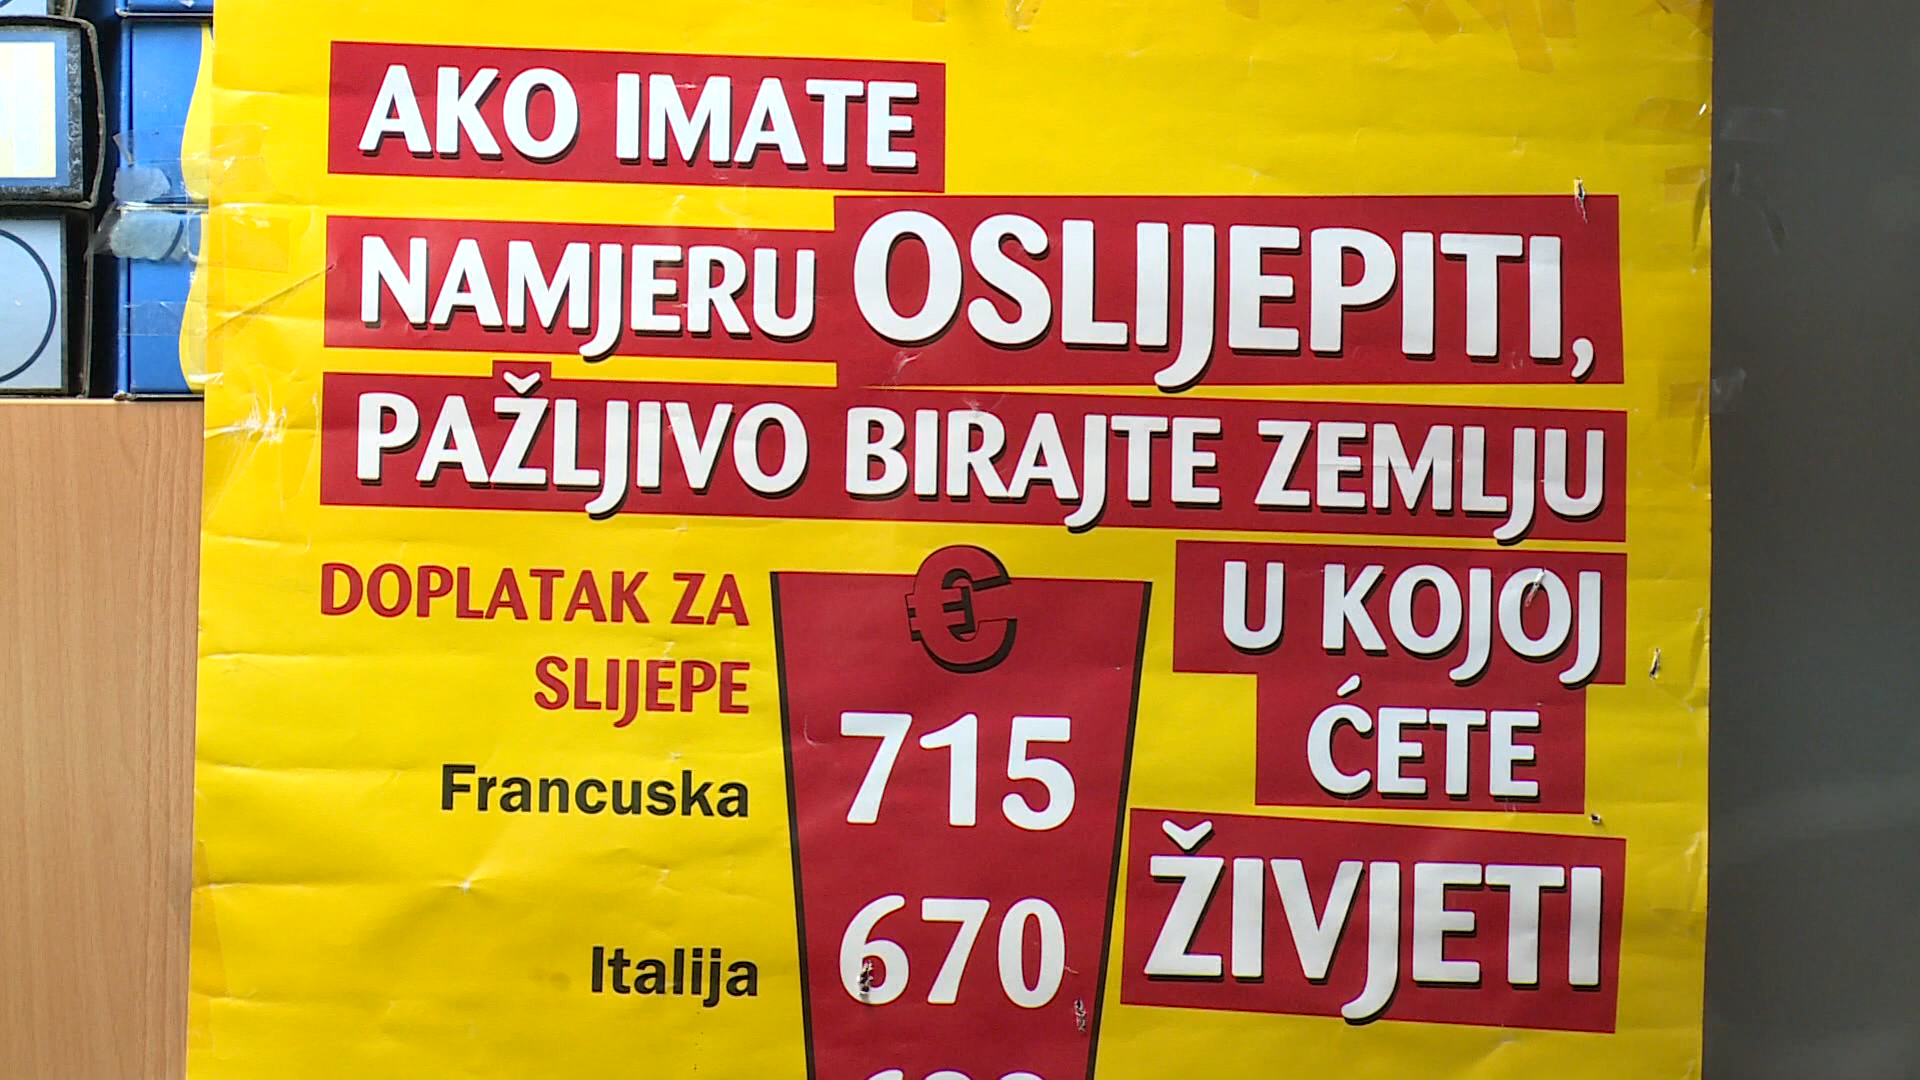 AKO IMATE
NAMJERU OSLIJEPITI,
PAŽLJIVO BIRAJTE ZEMLJU
U KOJOJ
ĆETE
ŽIVJETI
DOPLATAK ZA
SLIJEPE
€
Francuska 715
Italija 670